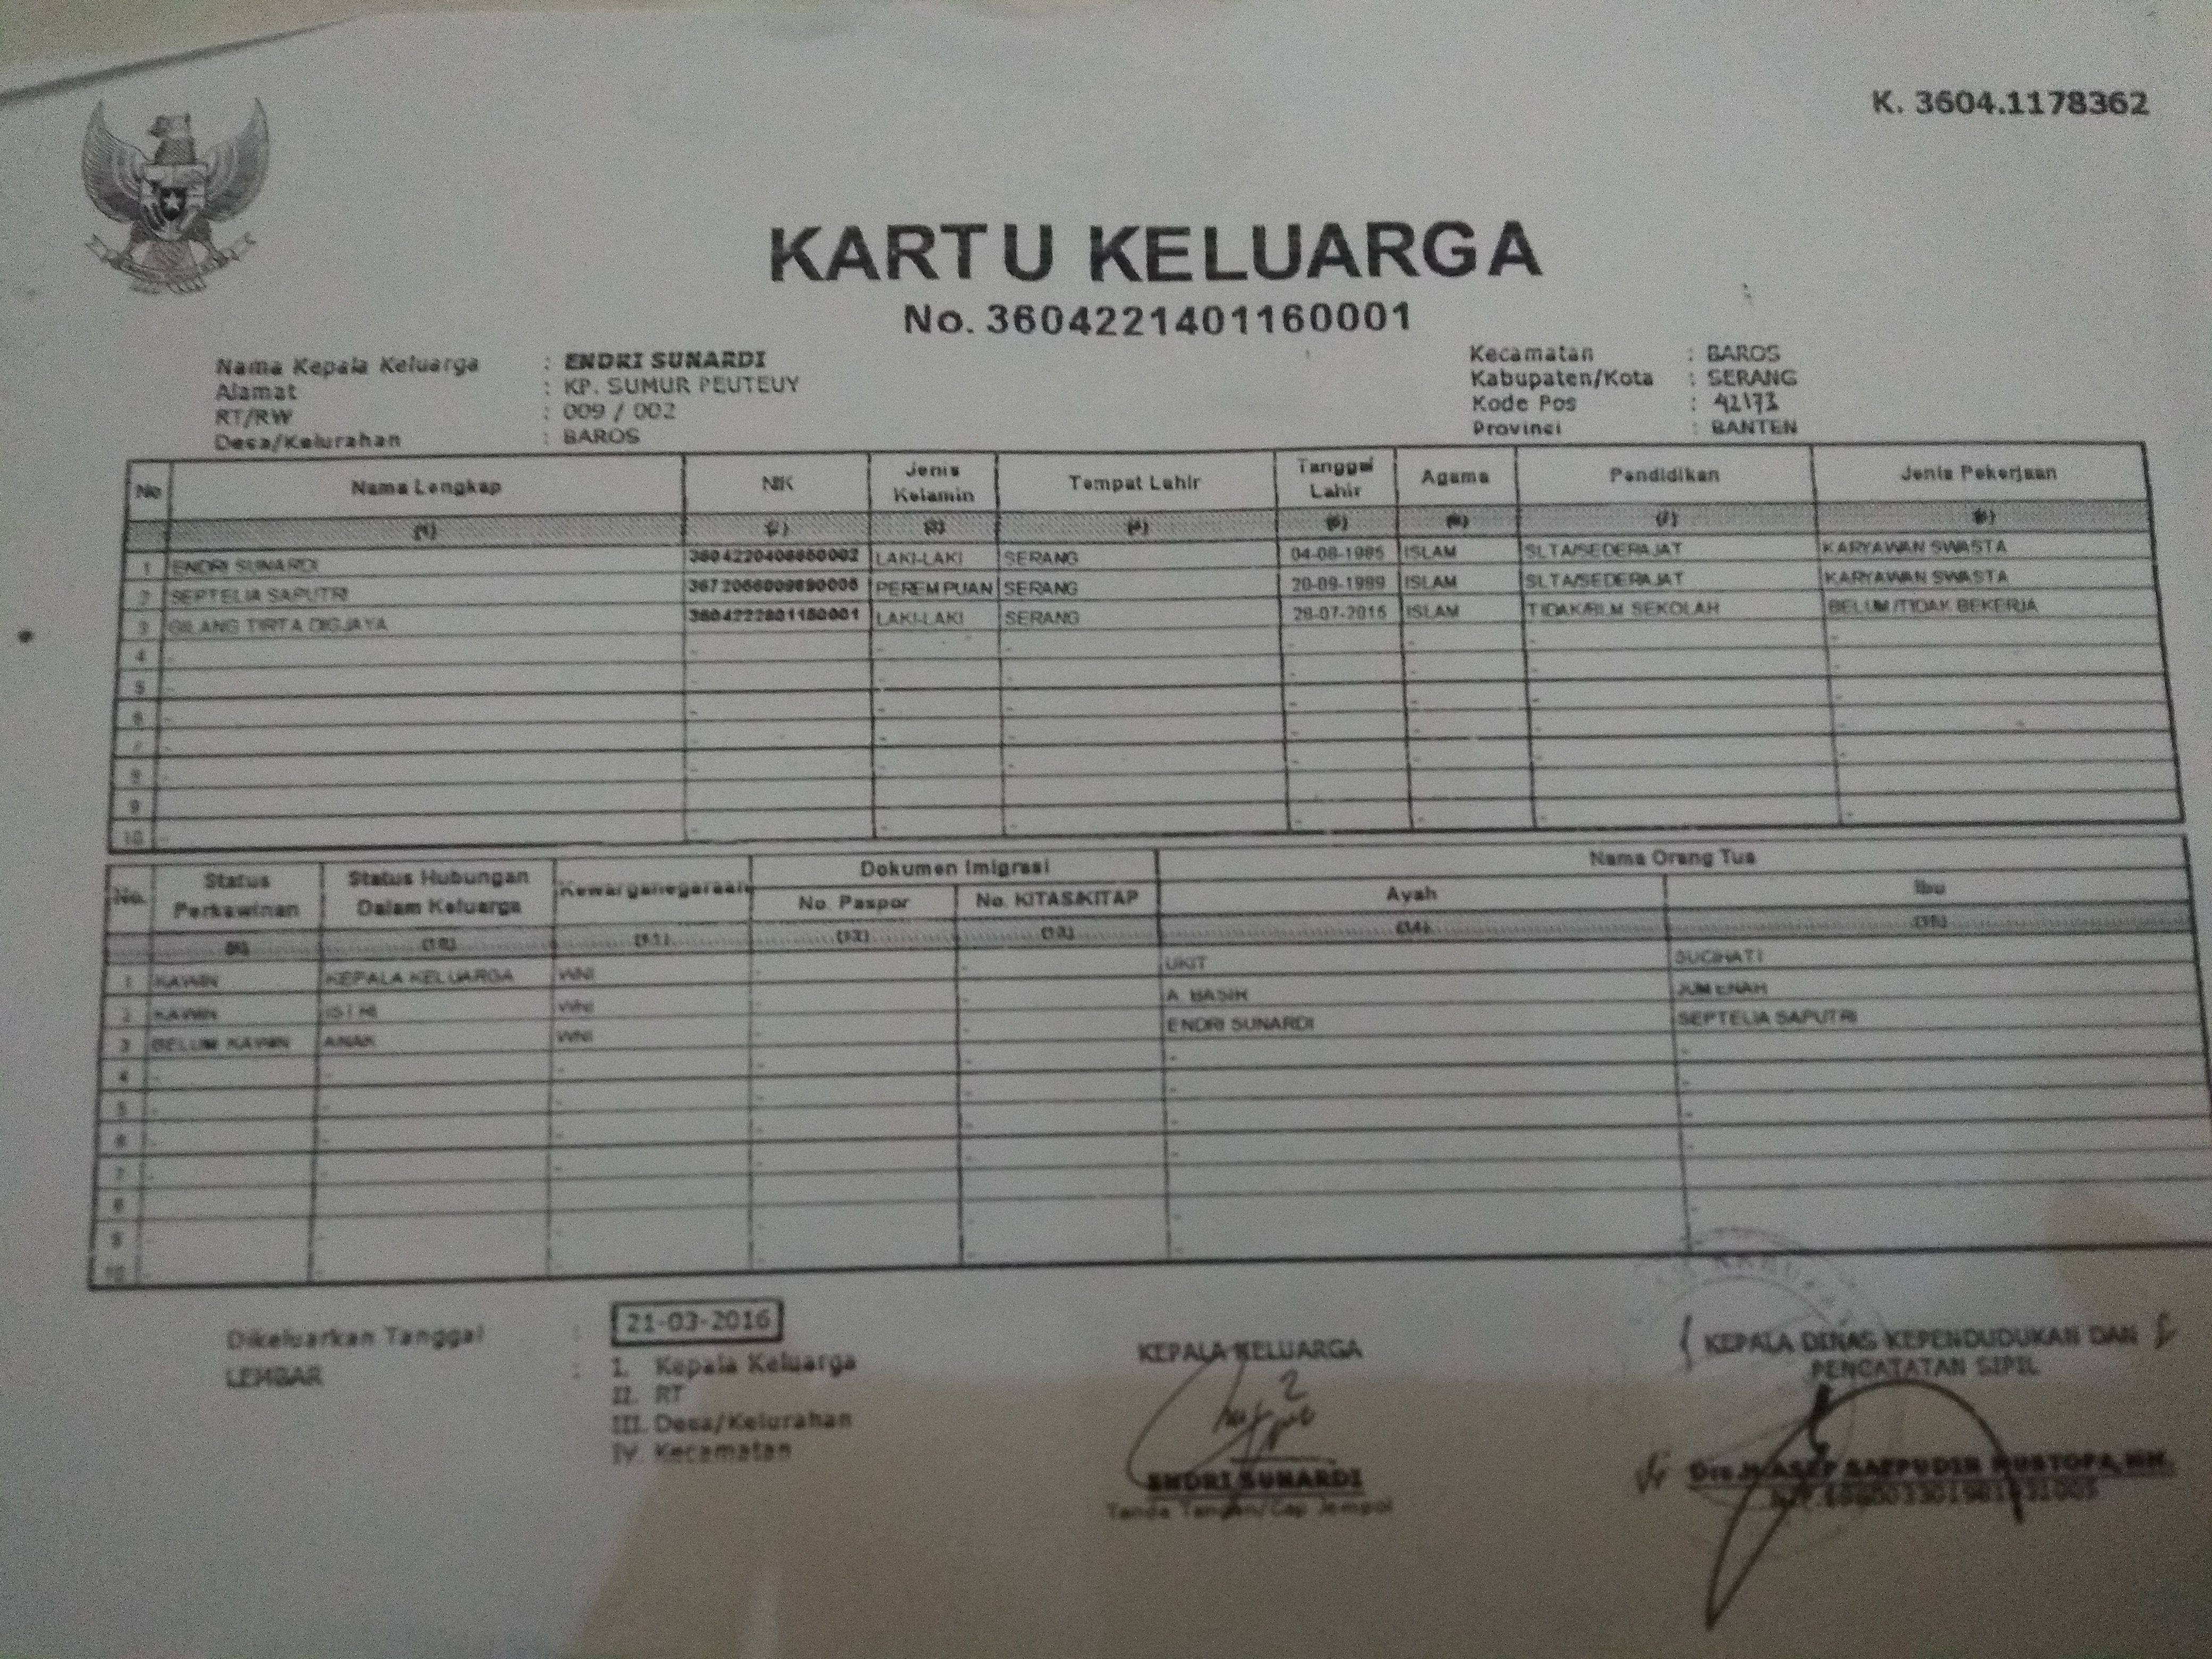 K. 3604.1178362
KARTU KELUARGA
No. 3604221401160001
Nama Kepala Keluarga : ENDRI SUNARDI
Alamat : KP. SUMUR PEUTEUY
RT/RW : 009 / 002
Desa/Kelurahan : BAROS
Kecamatan : BAROS
Kabupaten/Kota : SERANG
Kode Pos : 42173
Provinsi : BANTEN
No Nama Lengkap NIK Jenis Kelamin Tempat Lahir Tanggal Lahir Agama Pendidikan Jenis Pekerjaan
(1) (2) (3) (4) (5) (6) (7) (8)
1 ENDRI SUNARDI LAKI-LAKI SERANG 04-08-1985 ISLAM SLTA/SEDERAJAT KARYAWAN SWASTA
2 SEPTELIA SAPUTRI PEREMPUAN SERANG 20-09-1989 ISLAM SLTA/SEDERAJAT KARYAWAN SWASTA
3 GILANG TIRTA DIGJAYA LAKI-LAKI SERANG 28-07-2015 ISLAM TIDAK/BLM SEKOLAH BELUM/TIDAK BEKERJA
4 - - - - - - - -
5 - - - - - - - -
6 - - - - - - - -
7 - - - - - - - -
8 - - - - - - - -
9 - - - - - - - -
10 - - - - - - - -
No. Status Perkawinan Status Hubungan Dalam Keluarga Kewarganegaraan Dokumen Imigrasi Nama Orang Tua
No. Paspor No. KITAS/KITAP Ayah Ibu
(9) (10) (11) (12) (13) (14) (15)
1 KAWIN KEPALA KELUARGA WNI - - UKIT SUCIHATI
2 KAWIN ISTRI WNI - - A. BASIH JUMENAH
3 BELUM KAWIN ANAK WNI - - ENDRI SUNARDI SEPTELIA SAPUTRI
4 - - - - - - -
5 - - - - - - -
6 - - - - - - -
7 - - - - - - -
8 - - - - - - -
9 - - - - - - -
10 - - - - - - -
Dikeluarkan Tanggal : 21-03-2016
LEMBAR : I. Kepala Keluarga
II. RT
III. Desa/Kelurahan
IV. Kecamatan
KEPALA KELUARGA
ENDRI SUNARDI
Tanda Tangan/Cap Jempol
KEPALA DINAS KEPENDUDUKAN DAN
PENCATATAN SIPIL
Drs. H. ASEP SAEPUDIN MUSTOFA, MM.